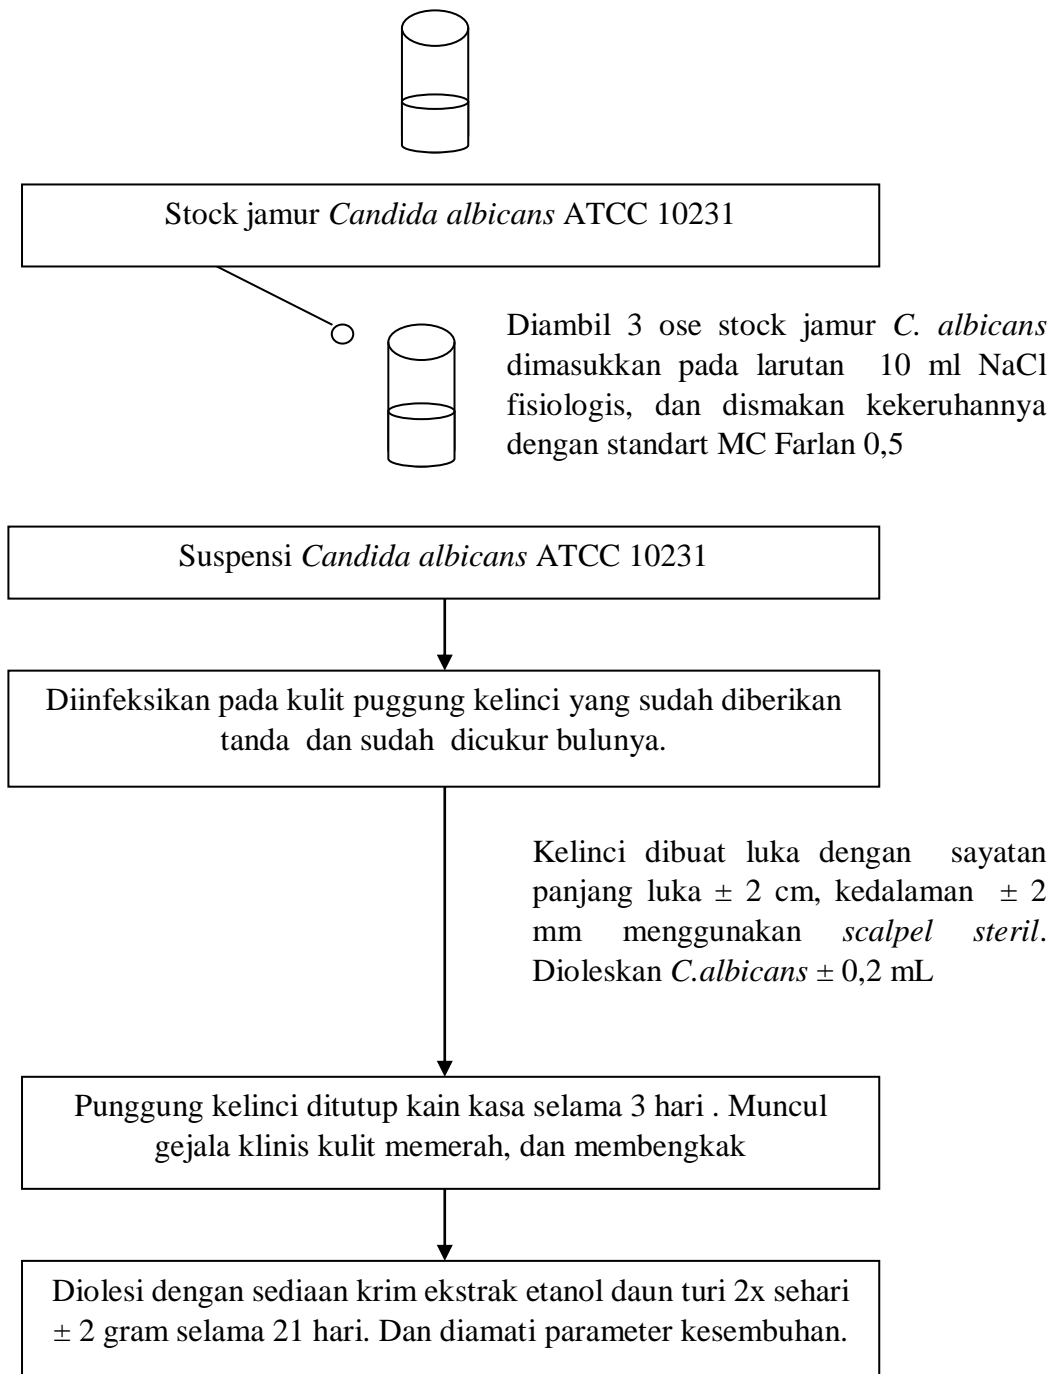 Stock jamur Candida albicans ATCC 10231
Diambil 3 ose stock jamur C. albicans
dimasukkan pada larutan 10 ml NaCl
fisiologis, dan dismakan kekeruhannya
dengan standart MC Farlan 0,5
Suspensi Candida albicans ATCC 10231
Diinfeksikan pada kulit puggung kelinci yang sudah diberikan
tanda dan sudah dicukur bulunya.
Kelinci dibuat luka dengan sayatan
panjang luka ± 2 cm, kedalaman ± 2
mm menggunakan scalpel steril.
Dioleskan C.albicans ± 0,2 mL
Punggung kelinci ditutup kain kasa selama 3 hari . Muncul
gejala klinis kulit memerah, dan membengkak
Diolesi dengan sediaan krim ekstrak etanol daun turi 2x sehari
± 2 gram selama 21 hari. Dan diamati parameter kesembuhan.